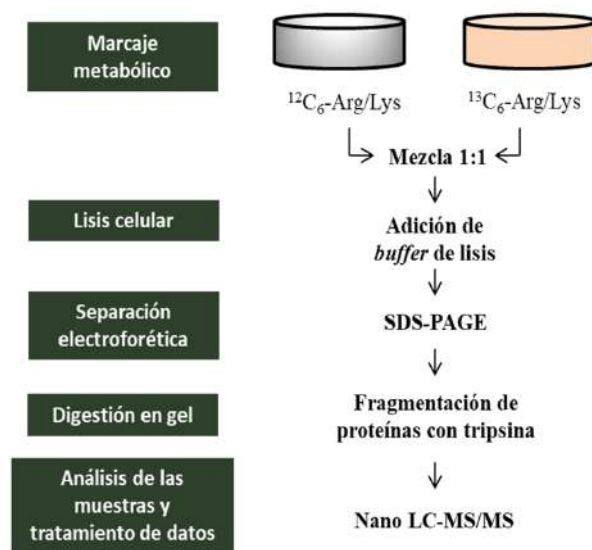 Marcaje
metabólico
¹²C₆-Arg/Lys
¹³C₆-Arg/Lys
Mezcla 1:1
Lisis celular
Adición de
buffer de lisis
Separación
electroforética
SDS-PAGE
Digestión en gel
Fragmentación de
proteínas con tripsina
Análisis de las
muestras y
tratamiento de datos
Nano LC-MS/MS